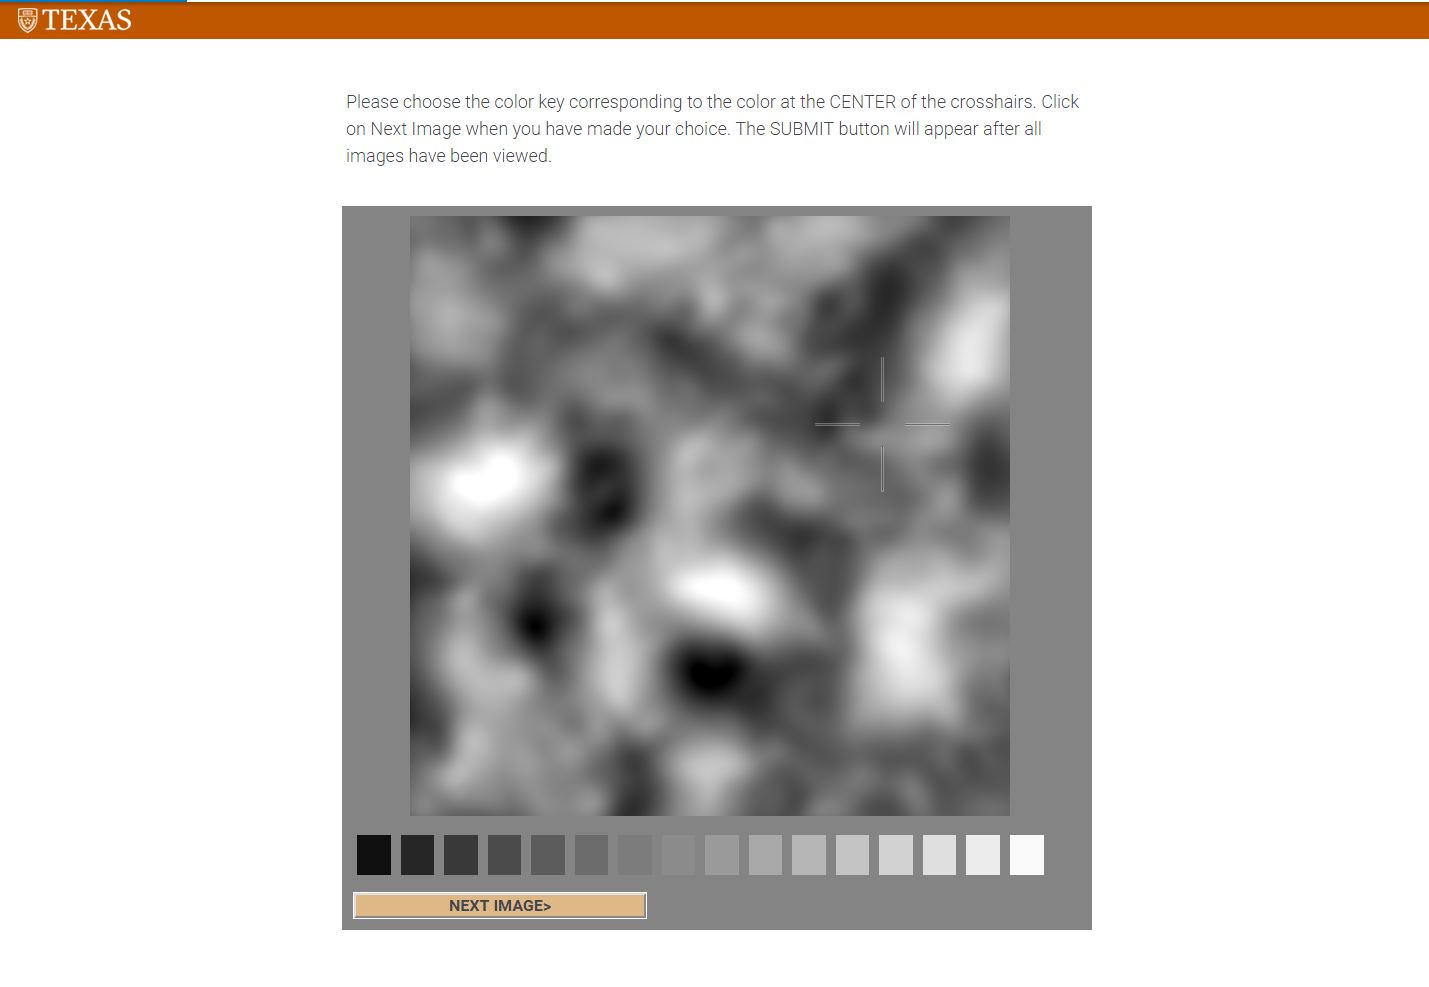 TEXAS
Please choose the color key corresponding to the color at the CENTER of the crosshairs. Click
on Next Image when you have made your choice. The SUBMIT button will appear after all
images have been viewed.
NEXT IMAGE>